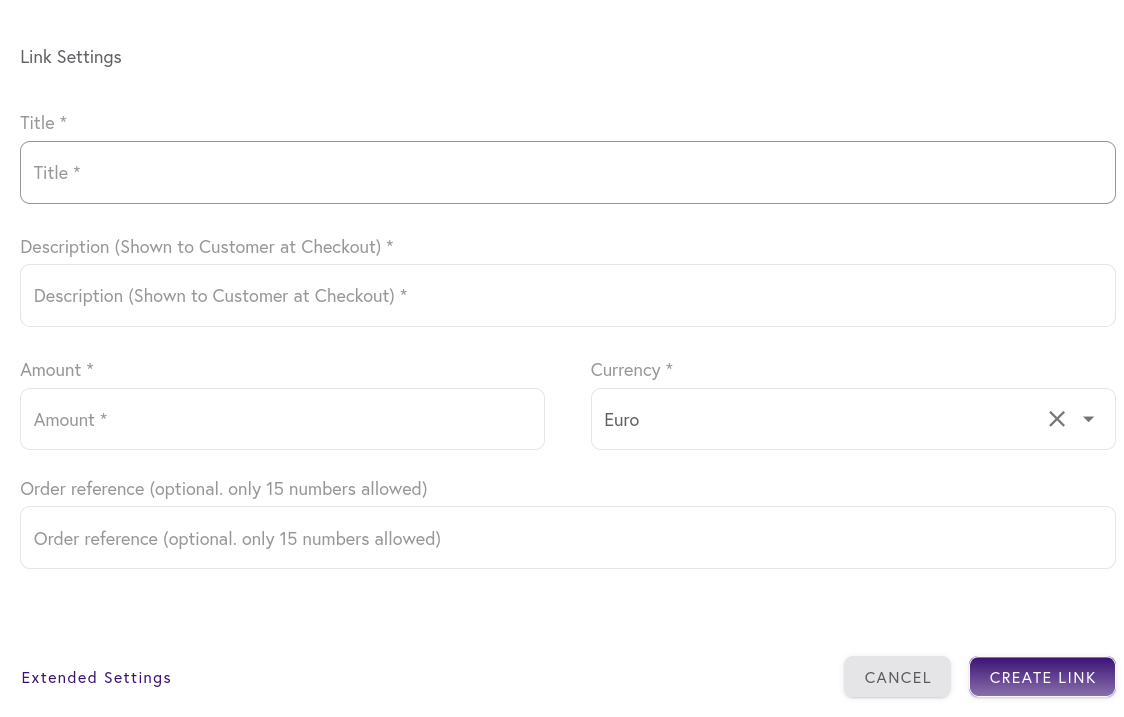 Link Settings
Title *
Title *
Description (Shown to Customer at Checkout) *
Description (Shown to Customer at Checkout) *
Amount *
Currency *
Amount *
Euro
Order reference (optional. only 15 numbers allowed)
Order reference (optional. only 15 numbers allowed)
Extended Settings
CANCEL
CREATE LINK